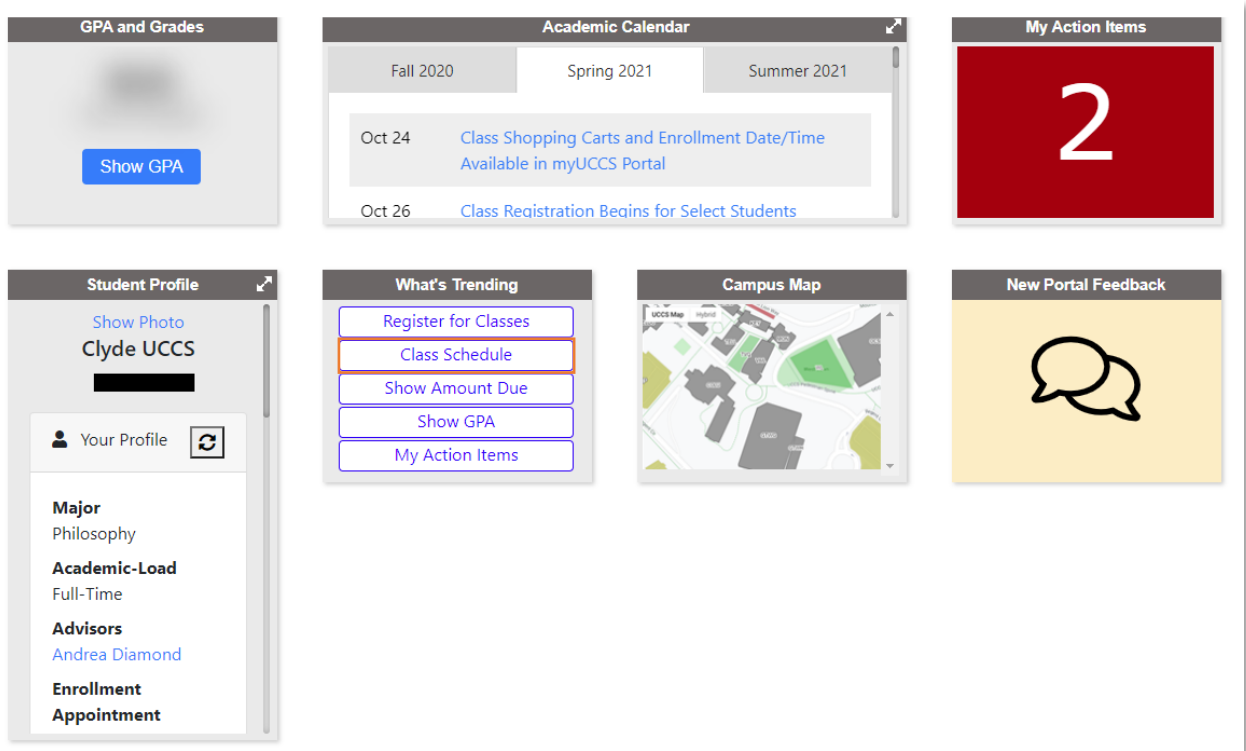 GPA and Grades
Show GPA
Academic Calendar
Fall 2020
Spring 2021
Summer 2021
Oct 24
Class Shopping Carts and Enrollment Date/Time
Available in myUCCS Portal
Oct 26
Class Registration Begins for Select Students
My Action Items
2
Student Profile
Show Photo
Clyde UCCS
Your Profile
Major
Philosophy
Academic-Load
Full-Time
Advisors
Andrea Diamond
Enrollment
Appointment
What's Trending
Register for Classes
Class Schedule
Show Amount Due
Show GPA
My Action Items
Campus Map
UCCS Map
Hybrid
New Portal Feedback